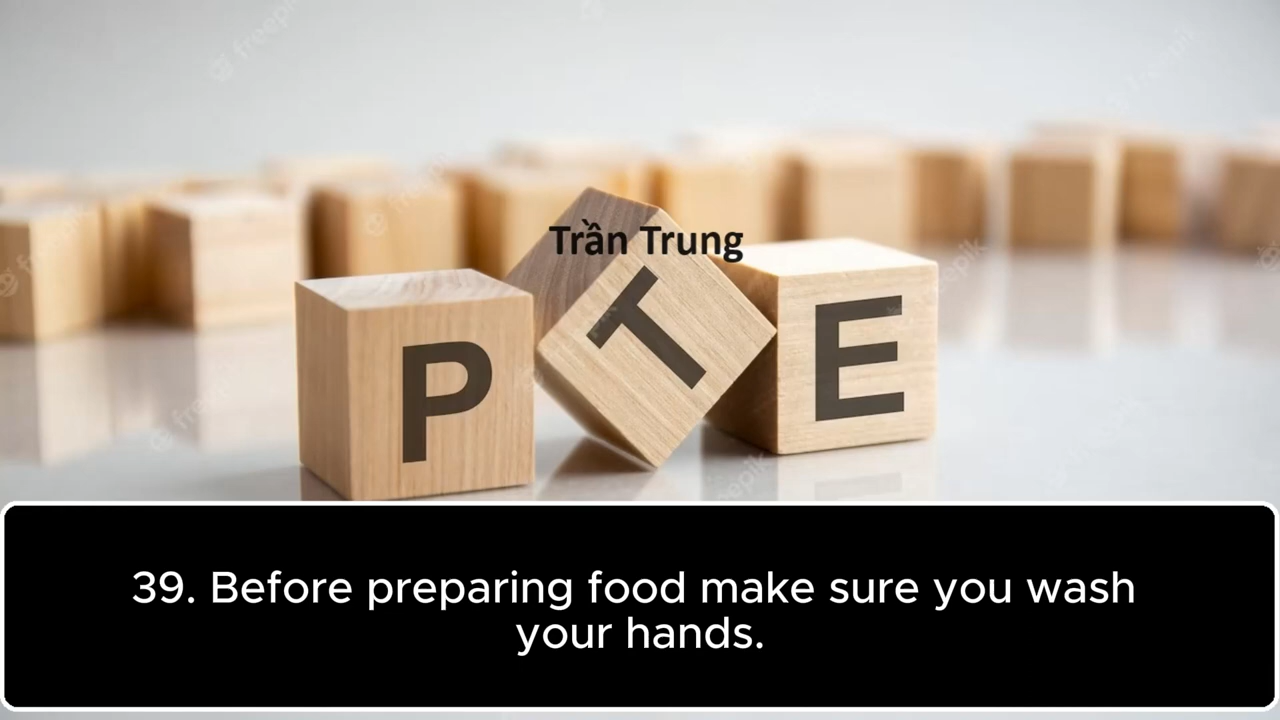 Trần Trung
P T E
39. Before preparing food make sure you wash
your hands.